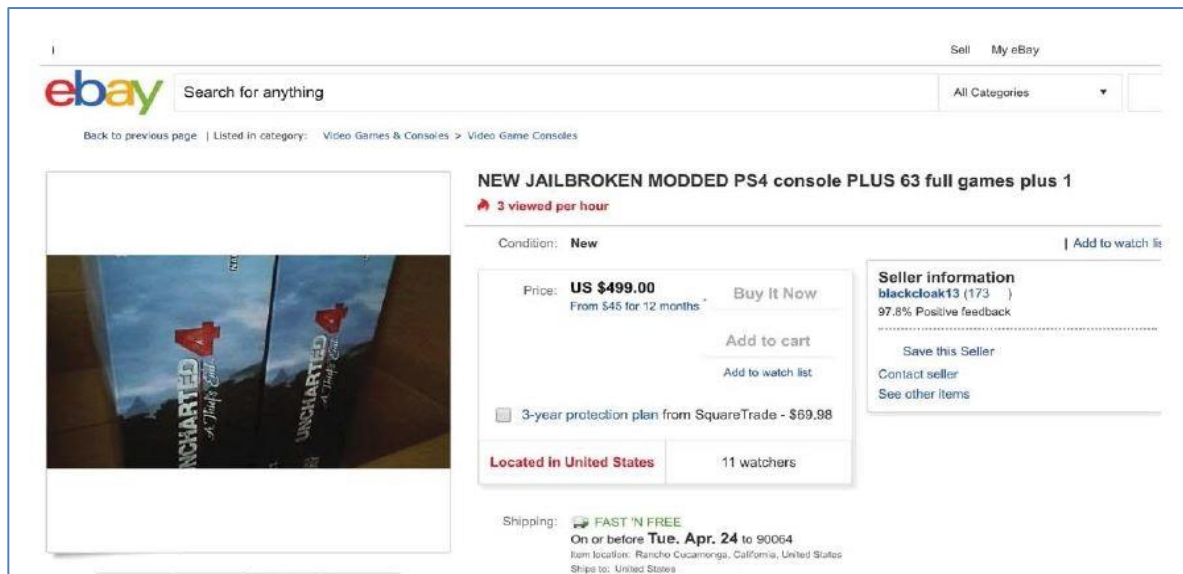 Sell My eBay
ebay
Search for anything
All Categories
Back to previous page | Listed in category: Video Games & Consoles > Video Game Consoles
NEW JAILBROKEN MODDED PS4 console PLUS 63 full games plus 1
3 viewed per hour
Condition: New
| Add to watch
Price: US $499.00
From $45 for 12 months
Buy It Now
Add to cart
Add to watch list
3-year protection plan from SquareTrade - $69.98
Located in United States
11 watchers
Seller information
blackcloak13 (173 )
97.8% Positive feedback
Save this Seller
Contact seller
See other items
UNCHARTED 4
A Thief's End
UNCHARTED 4
A Thief's End
Shipping: FAST 'N FREE
On or before Tue. Apr. 24 to 90064
Item location: Rancho Cucamonga, California, United States
Ships to: United States